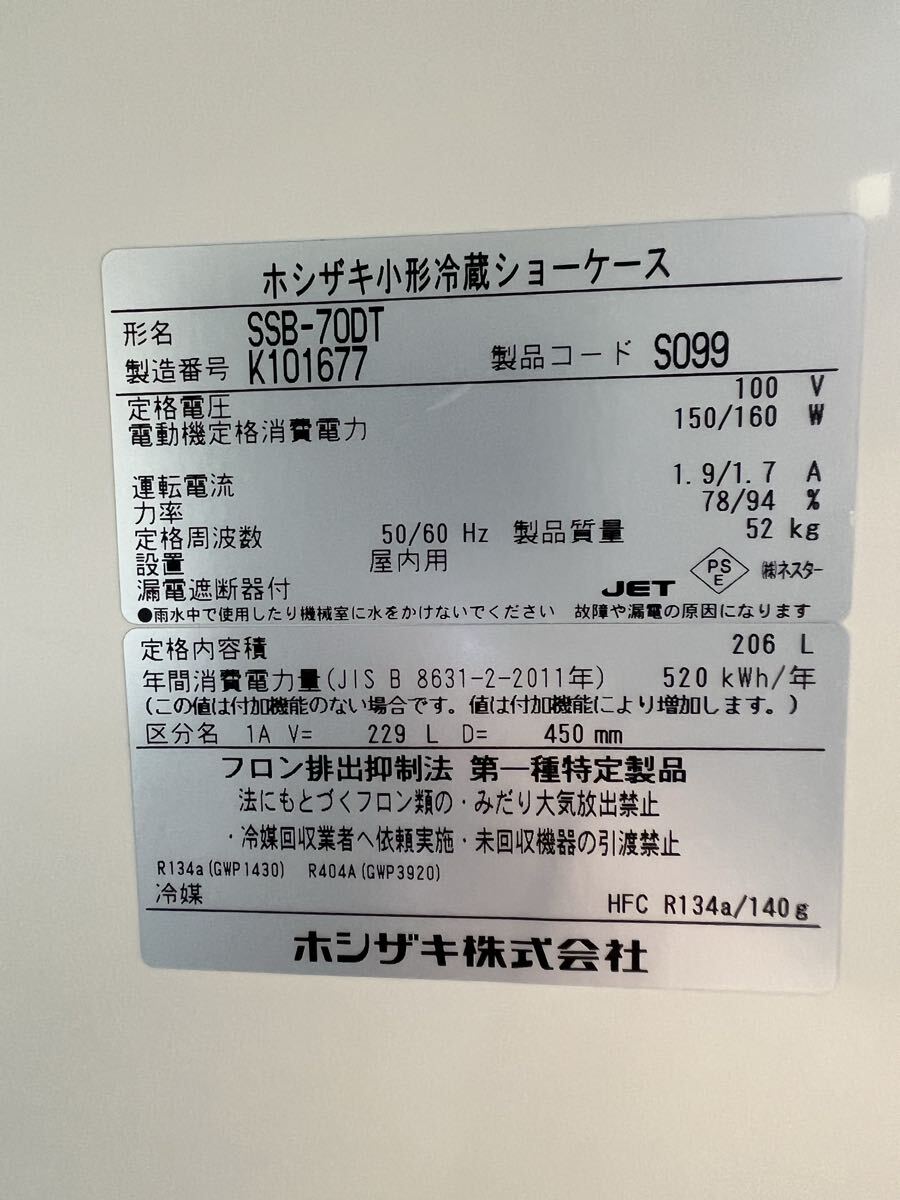 ホシザキ小形冷蔵ショーケース
形名 SSB-70DT
製造番号 K101677 製品コード S099
定格電圧 100 V
電動機定格消費電力 150/160 W
運転電流 1.9/1.7 A
力率 78/94 %
定格周波数 50/60 Hz 製品質量 52 kg
設置 屋内用
漏電遮断器付 JET PS E ㈱ネスター
●雨水中で使用したり機械室に水をかけないでください 故障や漏電の原因になります
定格内容積 206 L
年間消費電力量(JIS B 8631-2-2011年) 520 kWh/年
(この値は付加機能のない場合です。値は付加機能により増加します。)
区分名 1A V= 229 L D= 450 mm
フロン排出抑制法 第一種特定製品
法にもとづくフロン類の・みだり大気放出禁止
・冷媒回収業者へ依頼実施・未回収機器の引渡禁止
R134a(GWP1430) R404A(GWP3920)
冷媒 HFC R134a/140g
ホシザキ株式会社